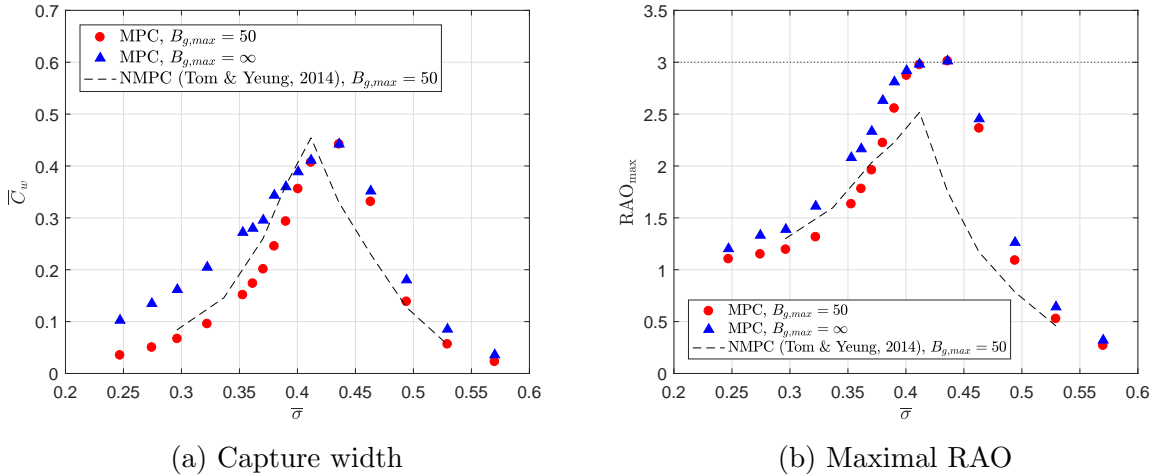 0.7
0.6
0.5
0.4
0.3
0.2
0.1
0
C̅_w
MPC, B_{g,max} = 50
MPC, B_{g,max} = ∞
NMPC (Tom & Yeung, 2014), B_{g,max} = 50
0.2 0.25 0.3 0.35 0.4 0.45 0.5 0.55 0.6
σ̅
(a) Capture width
3.5
3
2.5
2
1.5
1
0.5
0
RAO_max
MPC, B_{g,max} = 50
MPC, B_{g,max} = ∞
NMPC (Tom & Yeung, 2014), B_{g,max} = 50
0.2 0.25 0.3 0.35 0.4 0.45 0.5 0.55 0.6
σ̅
(b) Maximal RAO